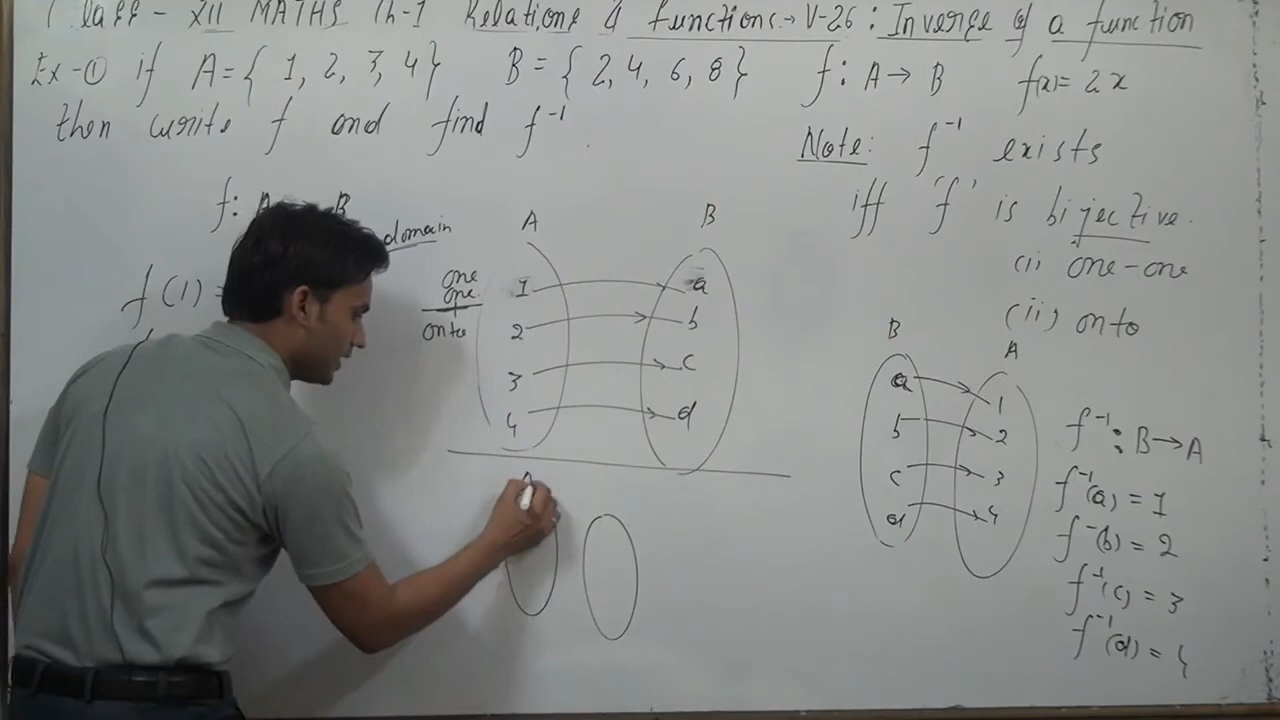 Class - XII MATHS Ch-1 Relations & functions → V-26 : Inverse of a function
Ex-① if A = { 1, 2, 3, 4 } B = { 2, 4, 6, 8 } f : A → B f(x) = 2x
then write f and find f⁻¹ .
Note: f⁻¹ exists
iff 'f' is bijective.
(i) one-one
(ii) onto
f: A B
domain
f(1) =
one
one
onto
A B
1 a
2 b
3 c
4 d
A
B A
a 1
b 2
c 3
d 4
f⁻¹ : B → A
f⁻¹(a) = 1
f⁻(b) = 2
f⁻¹(c) = 3
f⁻¹(d) = 4